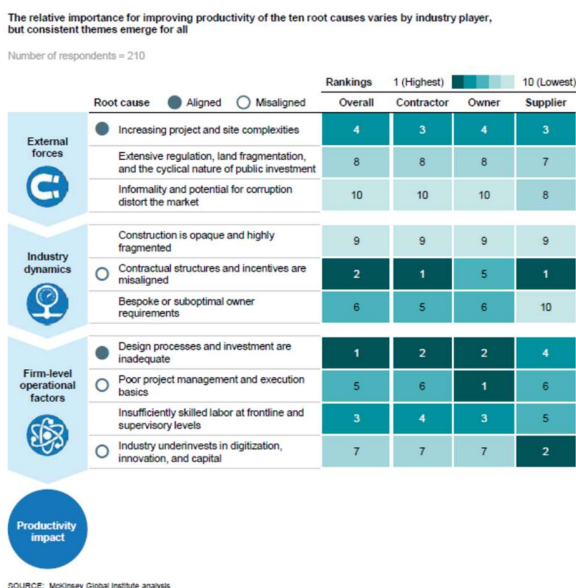 The relative importance for improving productivity of the ten root causes varies by industry player,
but consistent themes emerge for all
Number of respondents = 210
Rankings 1 (Highest) 10 (Lowest)
Root cause Aligned Misaligned Overall Contractor Owner Supplier
External
forces
Increasing project and site complexities 4 3 4 3
Extensive regulation, land fragmentation,
and the cyclical nature of public investment 8 8 8 7
Informality and potential for corruption
distort the market 10 10 10 8
Industry
dynamics
Construction is opaque and highly
fragmented 9 9 9 9
Contractual structures and incentives are
misaligned 2 1 5 1
Bespoke or suboptimal owner
requirements 6 5 6 10
Firm-level
operational
factors
Design processes and investment are
inadequate 1 2 2 4
Poor project management and execution
basics 5 6 1 6
Insufficiently skilled labor at frontline and
supervisory levels 3 4 3 5
Industry underinvests in digitization,
innovation, and capital 7 7 7 2
Productivity
impact
SOURCE: McKinsey Global Institute analysis